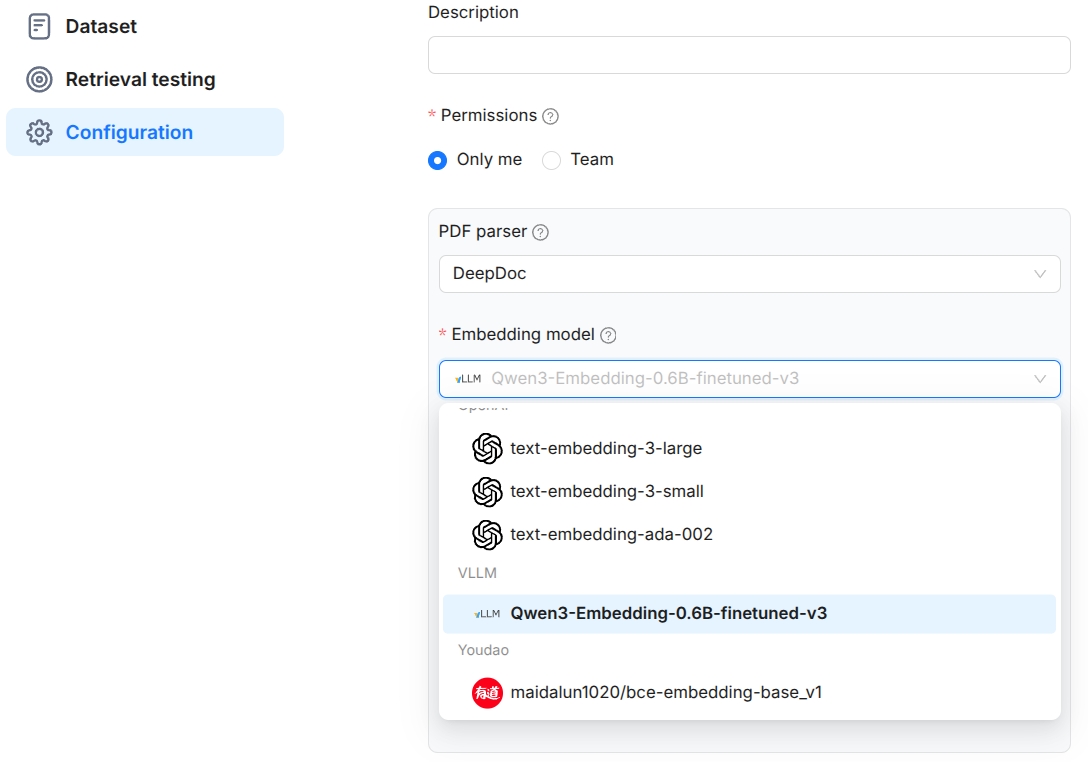 Dataset
Retrieval testing
Configuration
Description
* Permissions ?
Only me
Team
PDF parser ?
DeepDoc
* Embedding model ?
vLLM Qwen3-Embedding-0.6B-finetuned-v3
text-embedding-3-large
text-embedding-3-small
text-embedding-ada-002
VLLM
vLLM Qwen3-Embedding-0.6B-finetuned-v3
Youdao
有道 maidalun1020/bce-embedding-base_v1